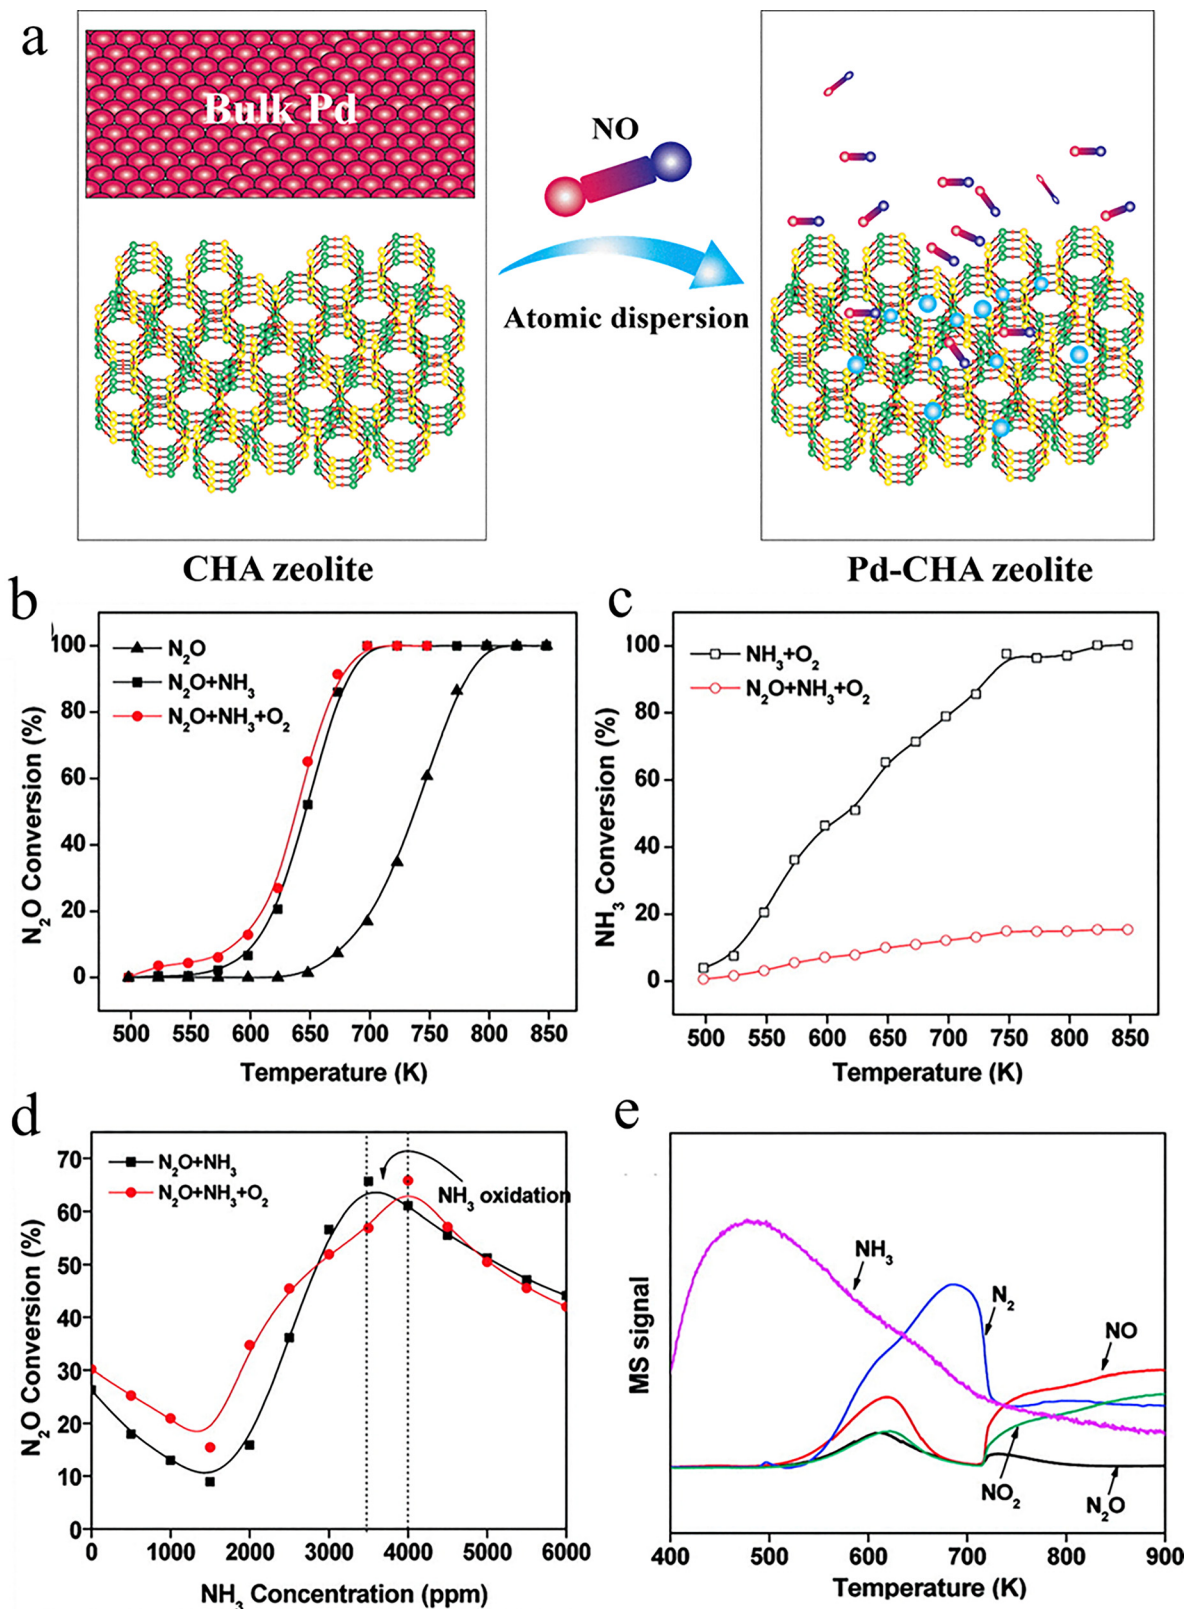 a
Bulk Pd
NO
Atomic dispersion
CHA zeolite
Pd-CHA zeolite
b
N₂O Conversion (%)
100
80
60
40
20
0
N₂O
N₂O+NH₃
N₂O+NH₃+O₂
500 550 600 650 700 750 800 850
Temperature (K)
c
NH₃ Conversion (%)
100
80
60
40
20
0
NH₃+O₂
N₂O+NH₃+O₂
500 550 600 650 700 750 800 850
Temperature (K)
d
N₂O Conversion (%)
70
60
50
40
30
20
10
0
N₂O+NH₃
N₂O+NH₃+O₂
NH₃ oxidation
0 1000 2000 3000 4000 5000 6000
NH₃ Concentration (ppm)
e
MS signal
NH₃
N₂
NO
NO₂
N₂O
400 500 600 700 800 900
Temperature (K)